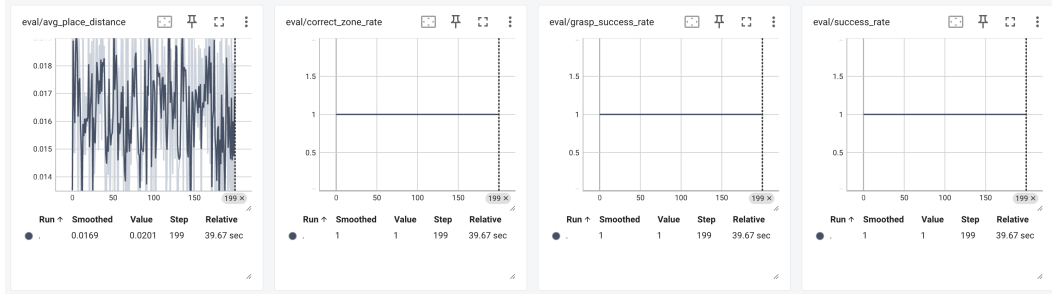 eval/avg_place_distance
0.018
0.017
0.016
0.015
0.014
0 50 100 150 199 ×
Run ↑ Smoothed Value Step Relative
. 0.0169 0.0201 199 39.67 sec
eval/correct_zone_rate
1.5
1
0.5
0 50 100 150 199 ×
Run ↑ Smoothed Value Step Relative
. 1 1 199 39.67 sec
eval/grasp_success_rate
1.5
1
0.5
0 50 100 150 199 ×
Run ↑ Smoothed Value Step Relative
. 1 1 199 39.67 sec
eval/success_rate
1.5
1
0.5
0 50 100 150 199 ×
Run ↑ Smoothed Value Step Relative
. 1 1 199 39.67 sec